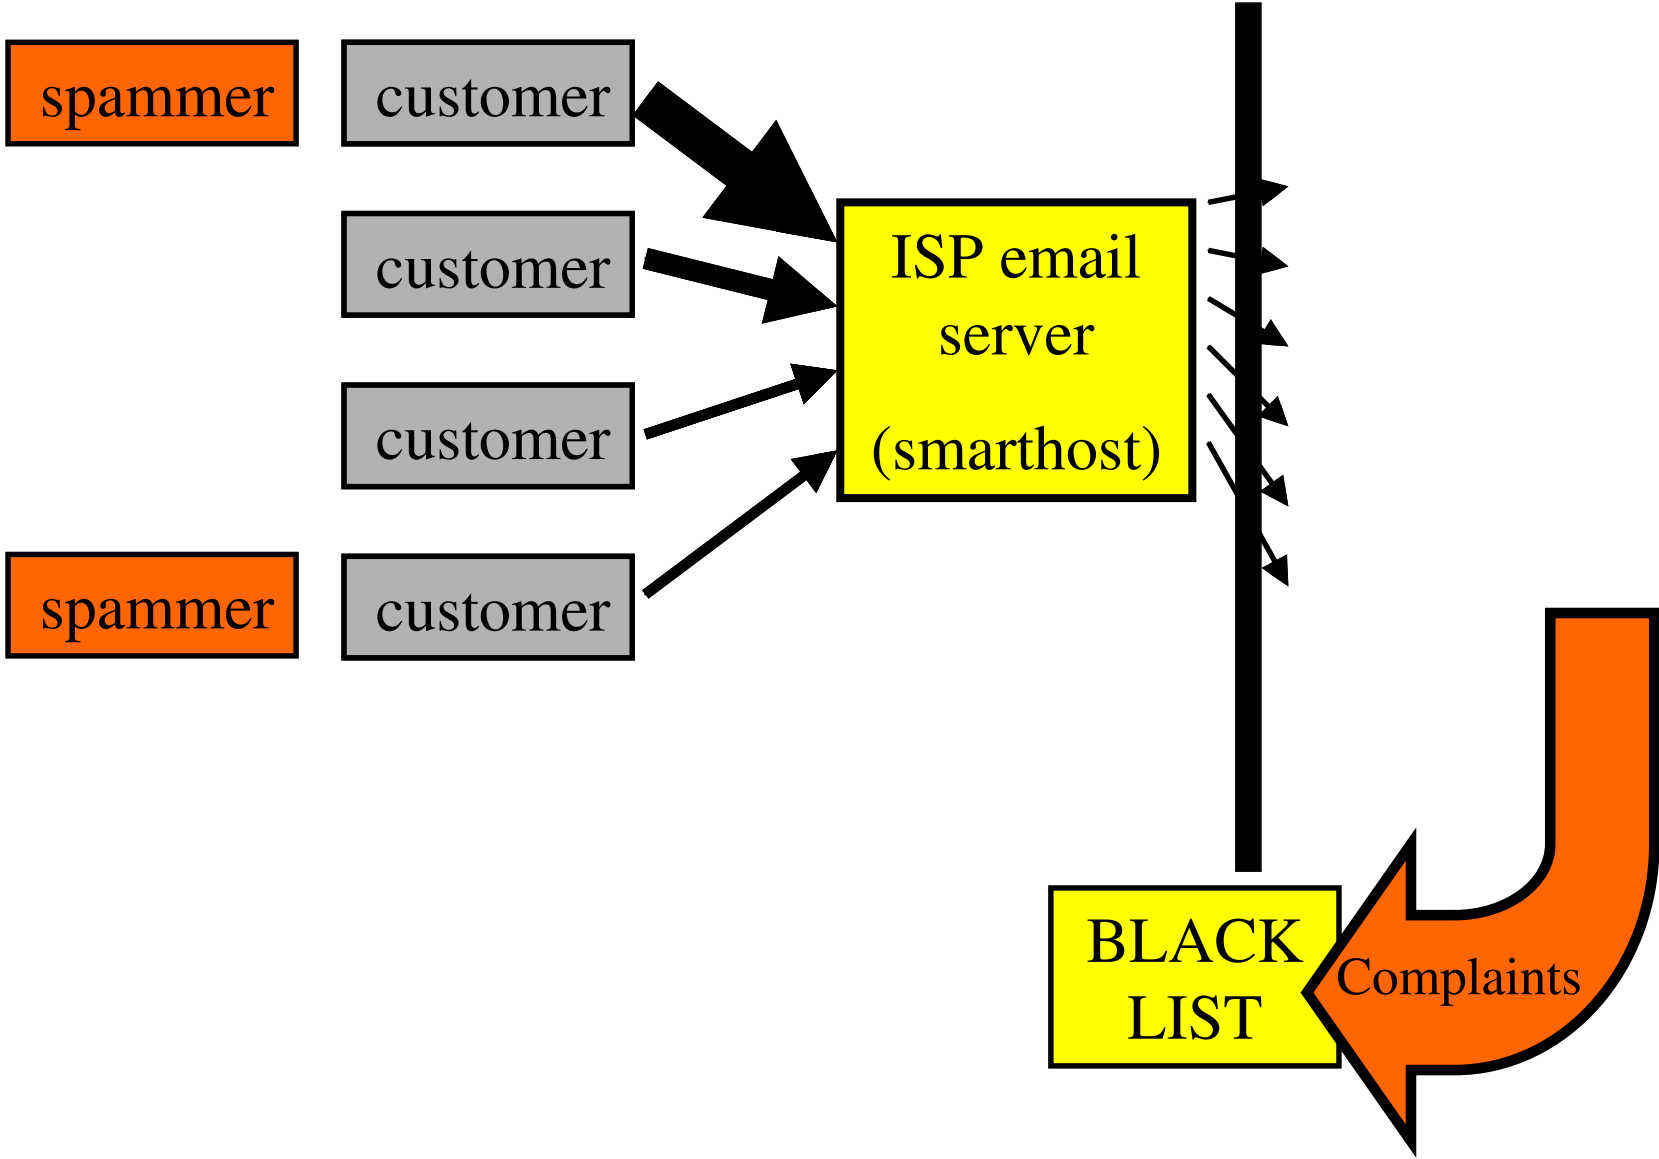 spammer
customer
customer
customer
spammer
customer
ISP email
server
(smarthost)
BLACK
LIST
Complaints